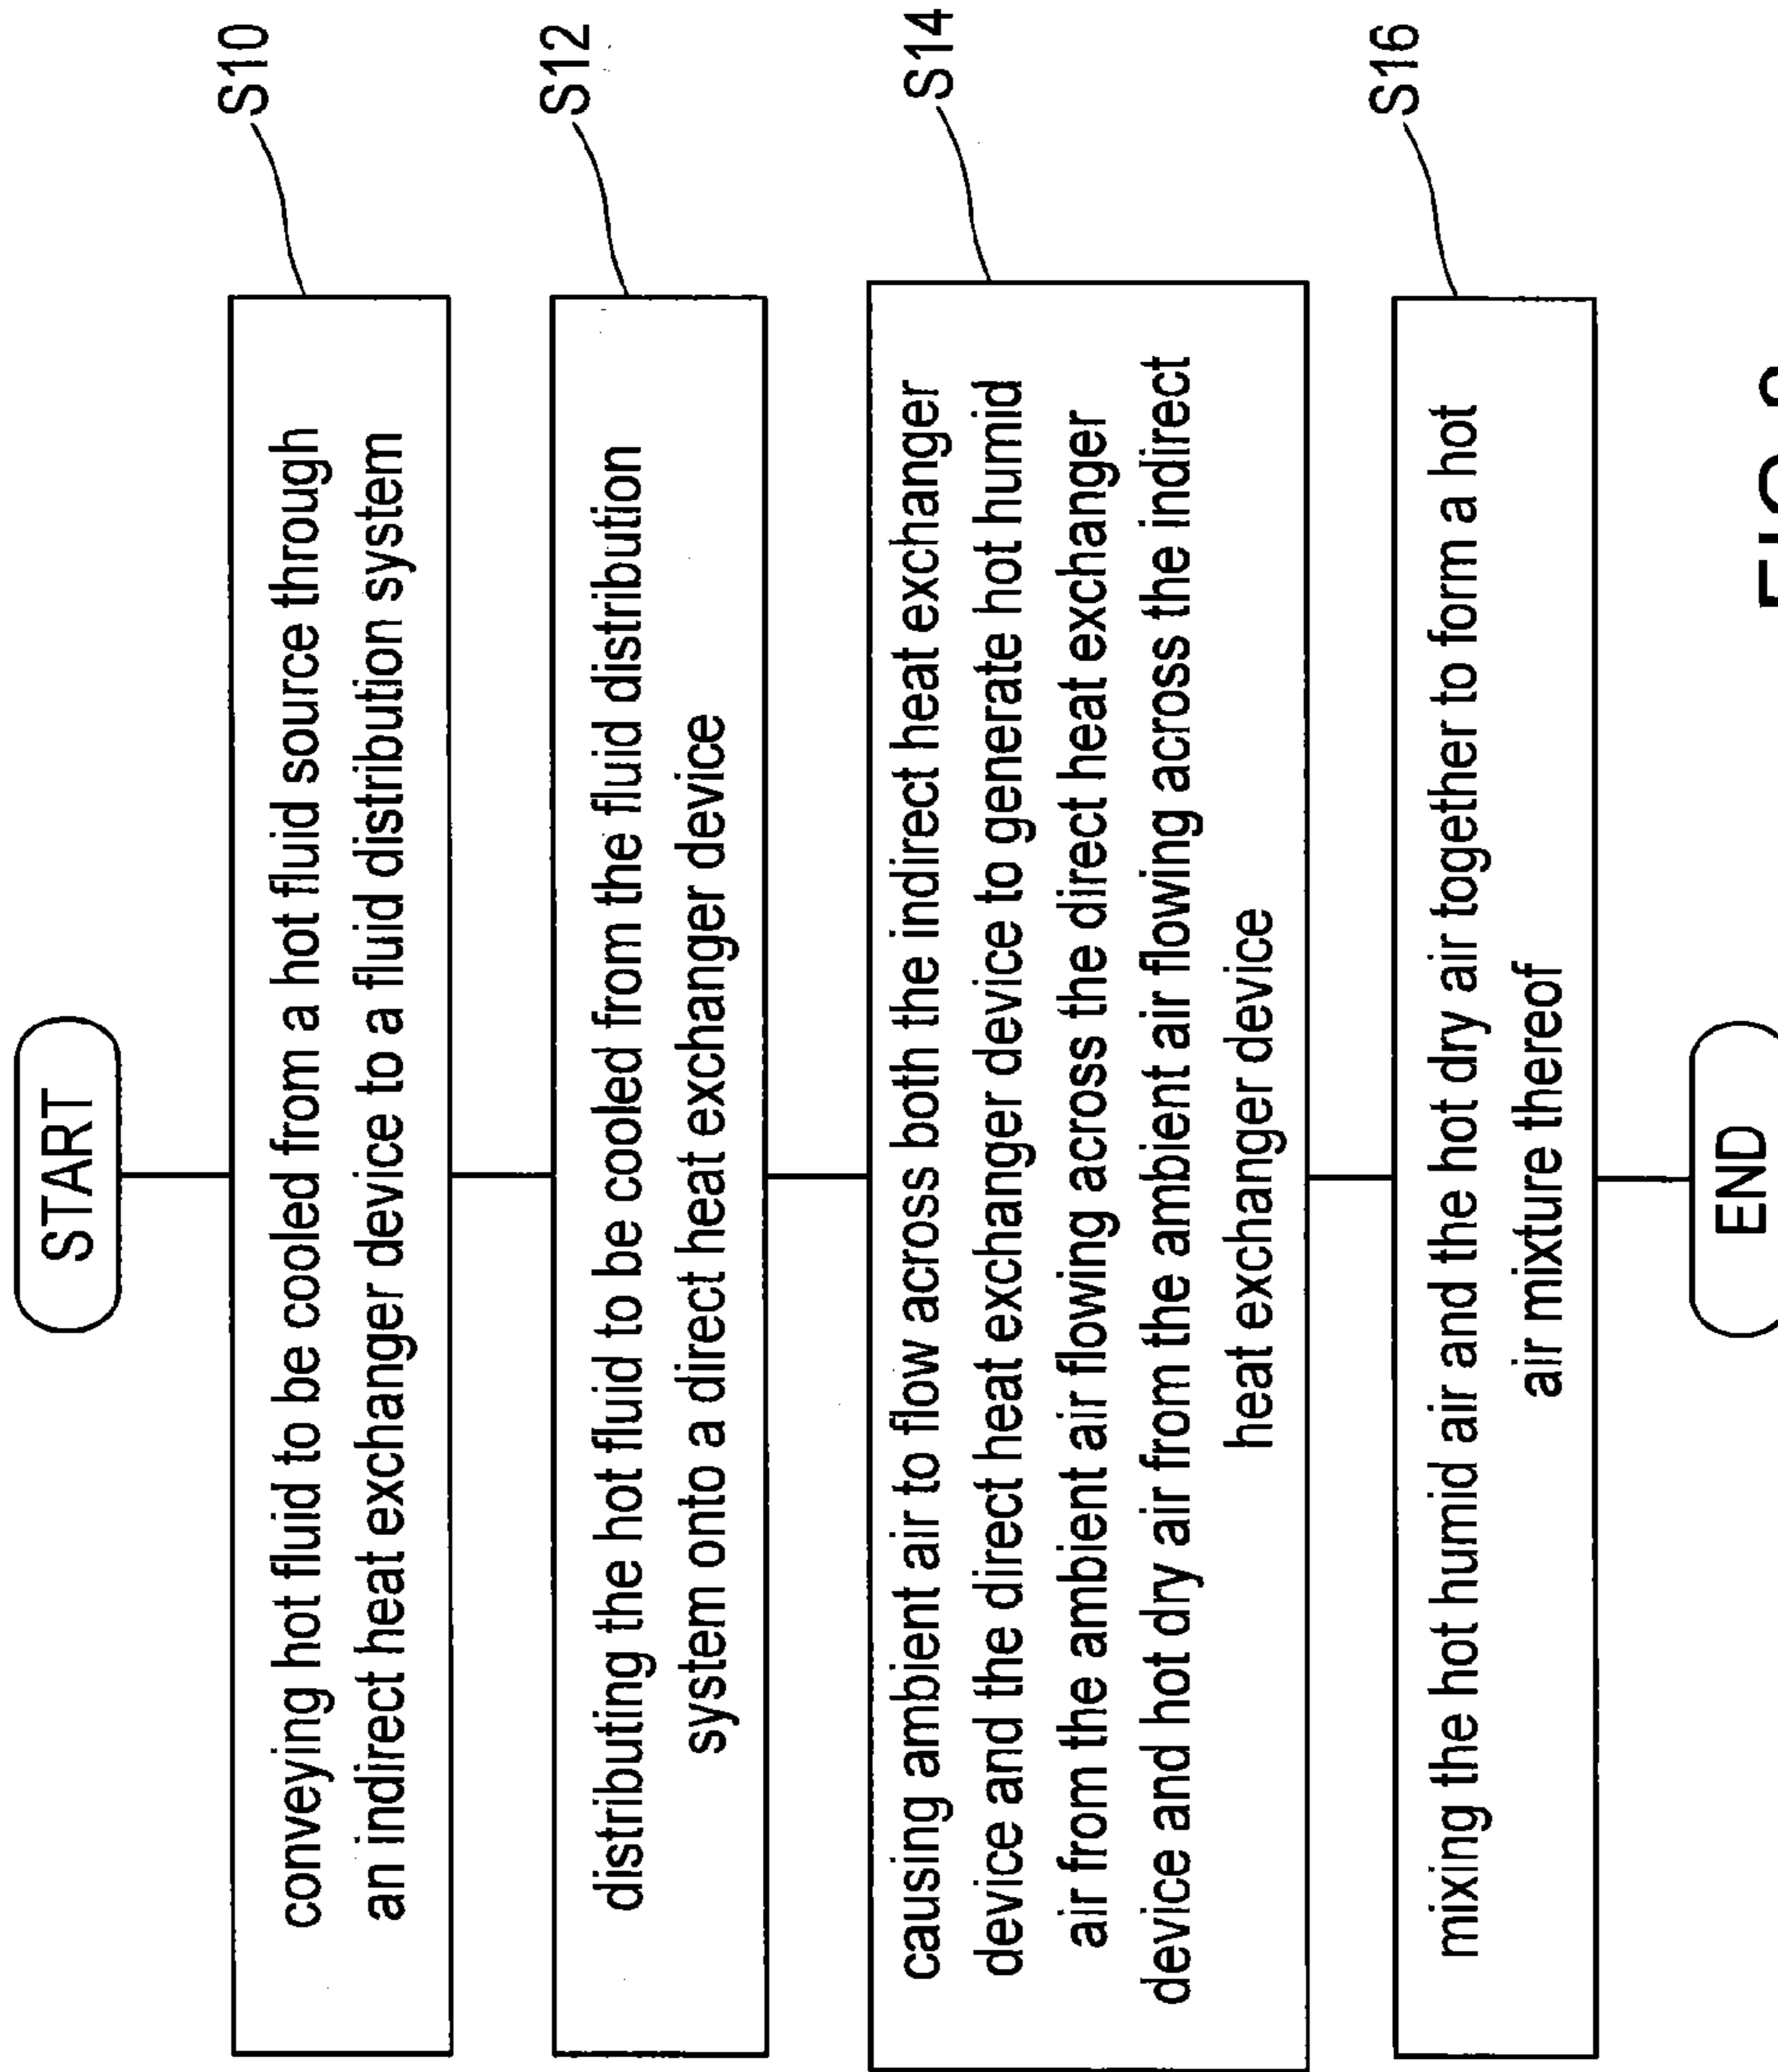 START
conveying hot fluid to be cooled from a hot fluid source through
an indirect heat exchanger device to a fluid distribution system
S10
distributing the hot fluid to be cooled from the fluid distribution
system onto a direct heat exchanger device
S12
causing ambient air to flow across both the indirect heat exchanger
device and the direct heat exchanger device to generate hot humid
air from the ambient air flowing across the direct heat exchanger
device and hot dry air from the ambient air flowing across the indirect
heat exchanger device
S14
mixing the hot humid air and the hot dry air together to form a hot
air mixture thereof
S16
END